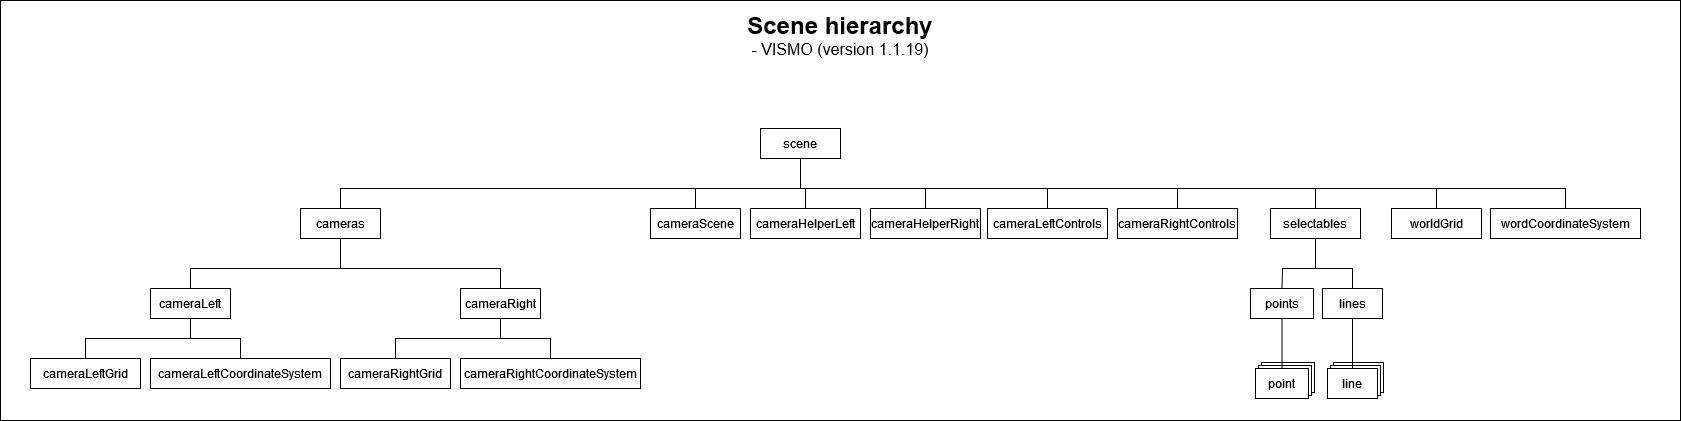 Scene hierarchy
- VISMO (version 1.1.19)
scene
cameras
cameraScene
cameraHelperLeft
cameraHelperRight
cameraLeftControls
cameraRightControls
selectables
worldGrid
wordCoordinateSystem
cameraLeft
cameraRight
points
lines
cameraLeftGrid
cameraLeftCoordinateSystem
cameraRightGrid
cameraRightCoordinateSystem
point
line